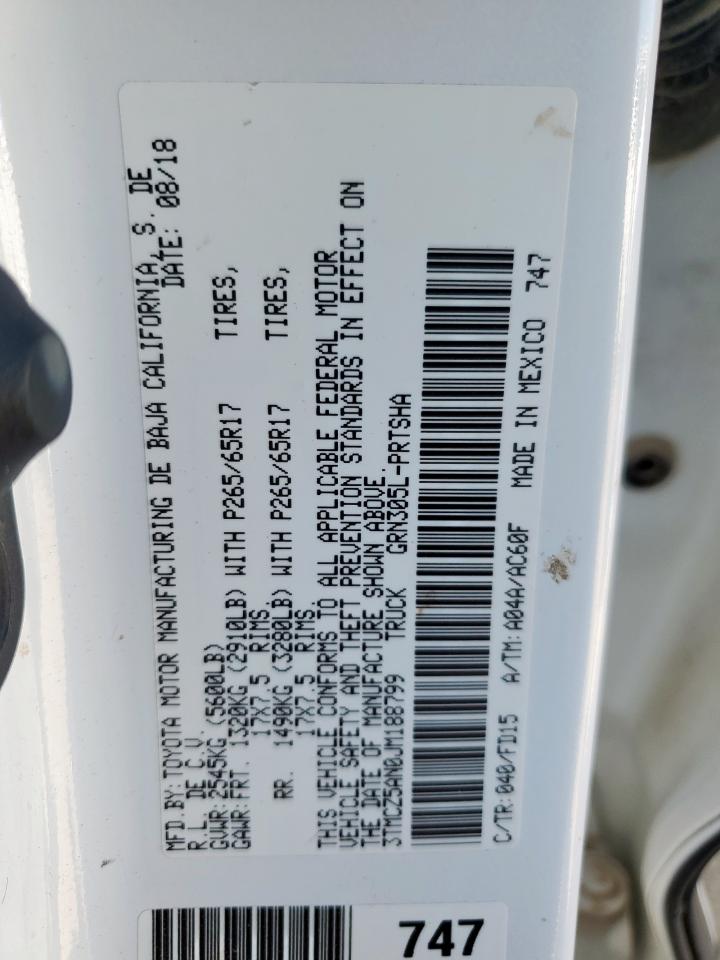 MFD.BY:TOYOTA MOTOR MANUFACTURING DE BAJA CALIFORNIA, S. DE
R.L. DE C.V. DATE: 08/18
GVWR:2545KG (5600LB)
GAWR:FRT. 1320KG (2910LB) WITH P265/65R17 TIRES,
17X7.5 RIMS
RR. 1490KG (3280LB) WITH P265/65R17 TIRES,
17X7.5 RIMS
THIS VEHICLE CONFORMS TO ALL APPLICABLE FEDERAL MOTOR
VEHICLE SAFETY AND THEFT PREVENTION STANDARDS IN EFFECT ON
THE DATE OF MANUFACTURE SHOWN ABOVE.
3TMCZ5AN0JM188799 TRUCK GRN305L-PRTSHA
C/TR:040/FD15 A/TM:A04A/AC60F MADE IN MEXICO 747
747